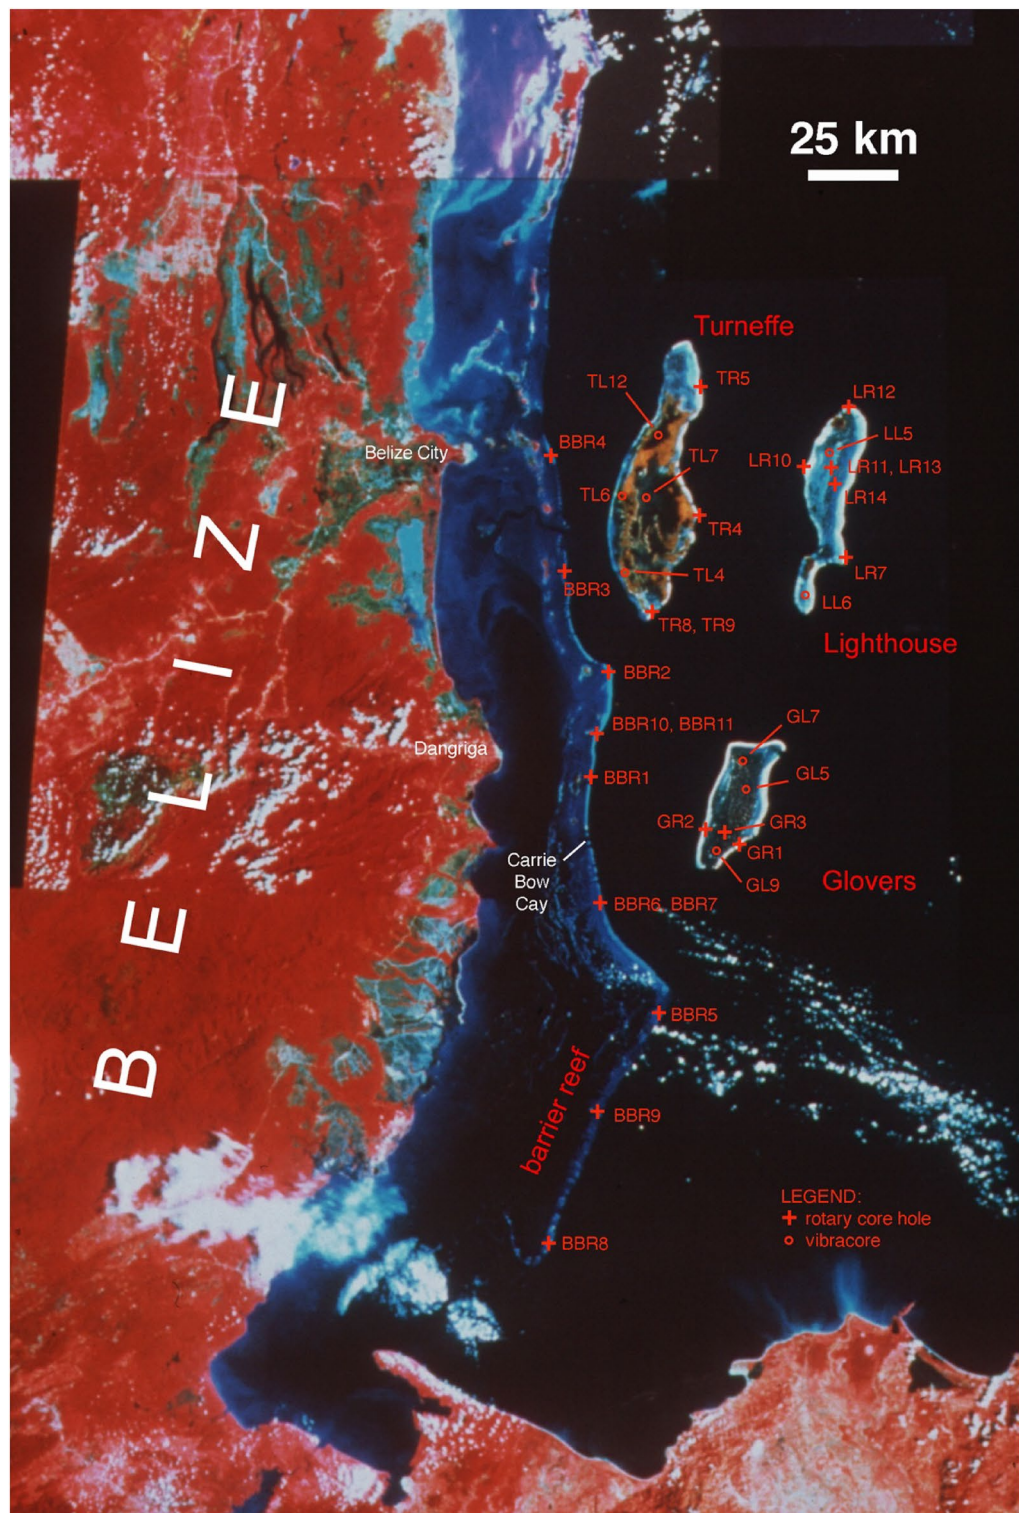 25 km
Turneffe
TL12
TR5
LR12
BBR4
LL5
Belize City
TL7
LR10
LR11, LR13
TL6
LR14
TR4
LR7
BBR3
TL4
LL6
TR8, TR9
Lighthouse
BBR2
GL7
BBR10, BBR11
Dangriga
GL5
BBR1
GR2
GR3
GR1
Carrie
Bow
Cay
GL9
Glovers
BBR6, BBR7
BBR5
barrier reef
BBR9
BBR8
BELIZE
LEGEND:
+ rotary core hole
o vibracore